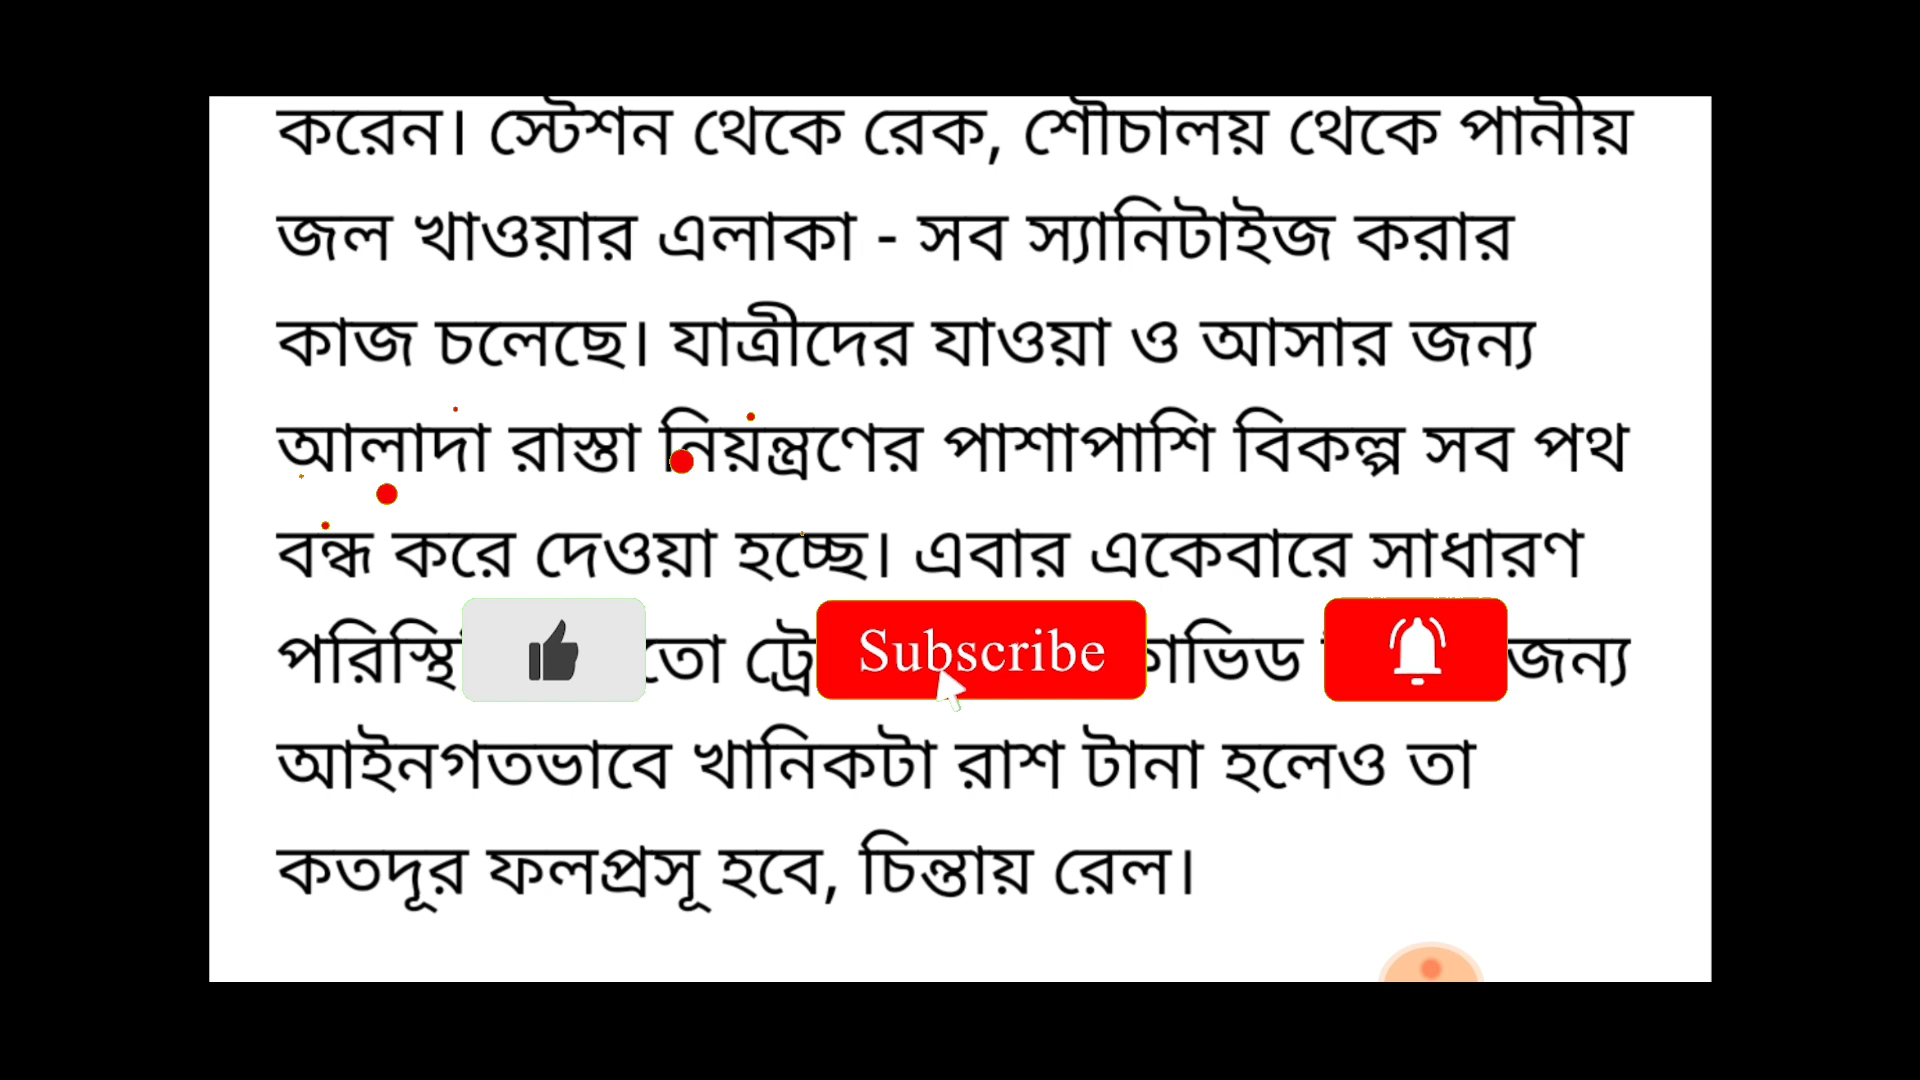 করেন। স্টেশন থেকে রেক, শৌচালয় থেকে পানীয়
জল খাওয়ার এলাকা - সব স্যানিটাইজ করার
কাজ চলেছে। যাত্রীদের যাওয়া ও আসার জন্য
আলাদা রাস্তা নিয়ন্ত্রণের পাশাপাশি বিকল্প সব পথ
বন্ধ করে দেওয়া হচ্ছে। এবার একেবারে সাধারণ
Subscribe জন্য
আইনগতভাবে খানিকটা রাশ টানা হলেও তা
কতদূর ফলপ্রসূ হবে, চিন্তায় রেল।